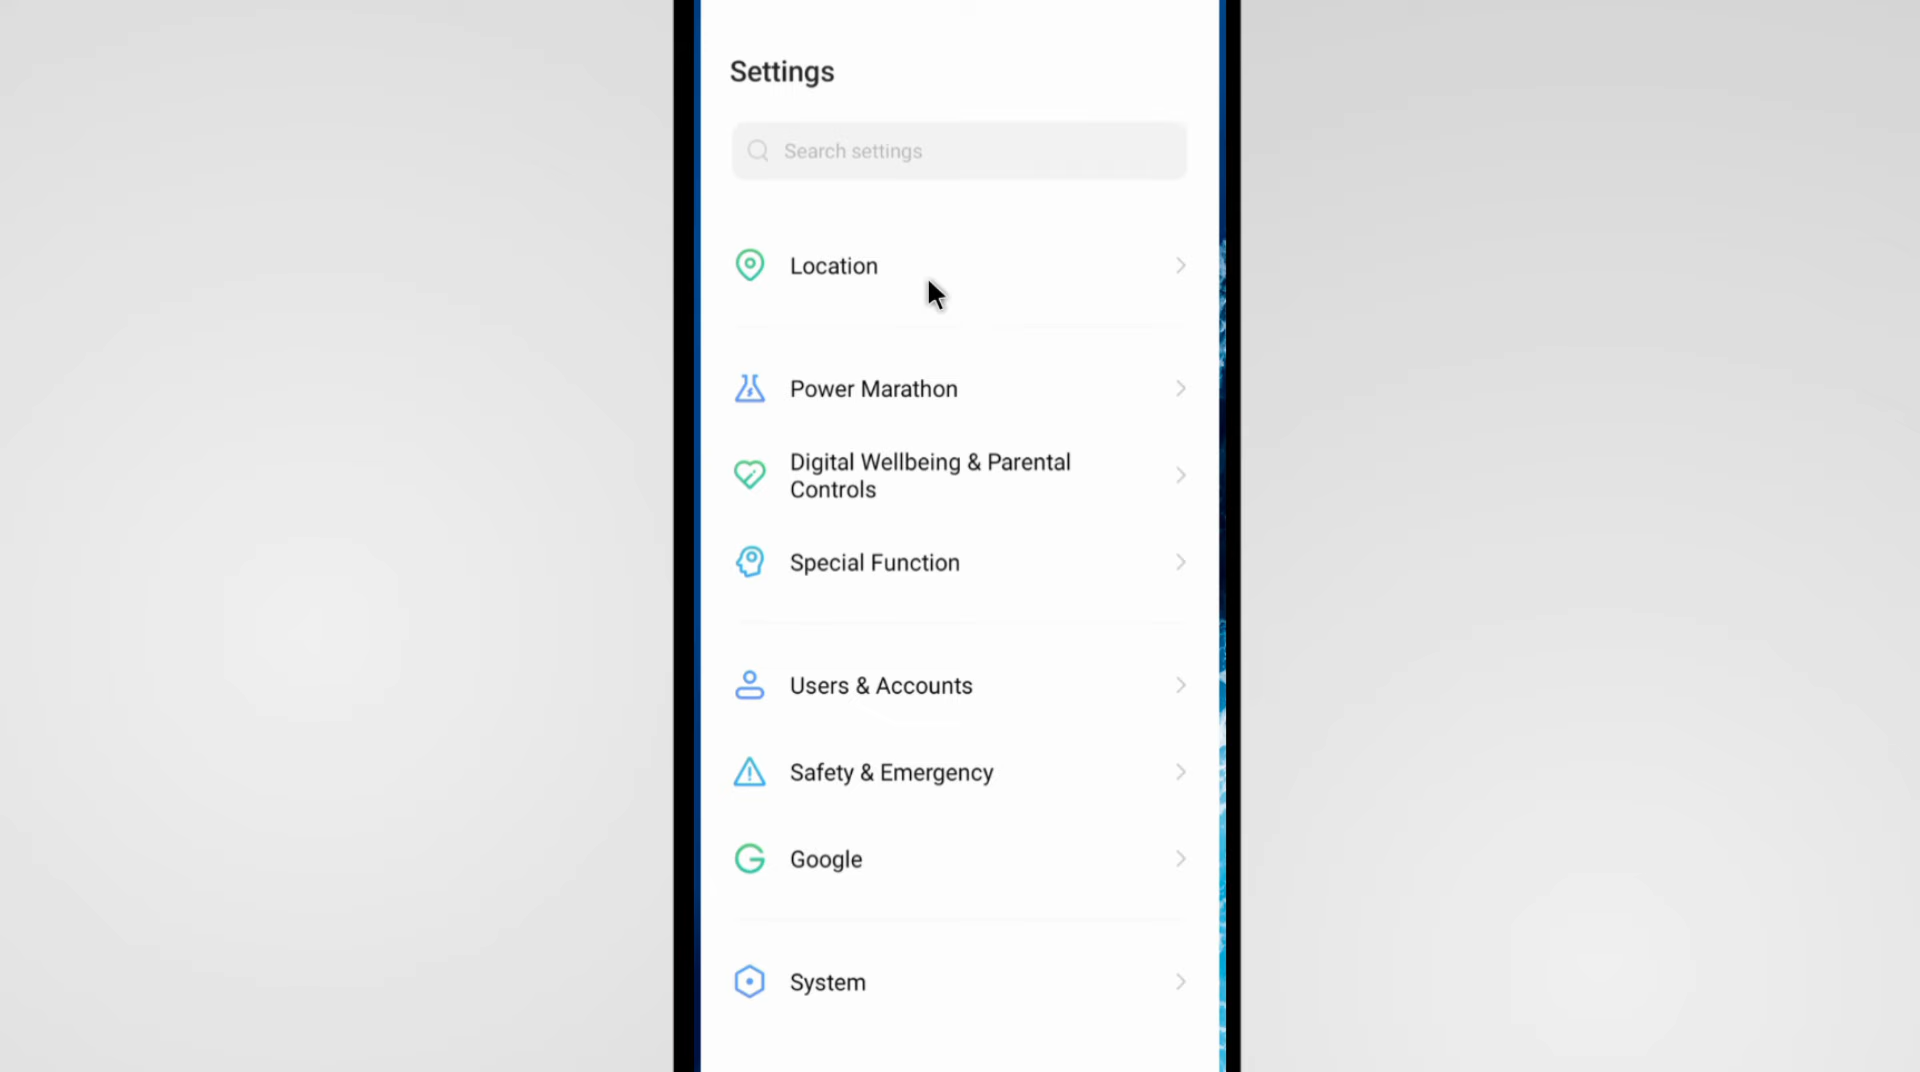 Settings
Search settings
Location
Power Marathon
Digital Wellbeing & Parental
Controls
Special Function
Users & Accounts
Safety & Emergency
Google
System